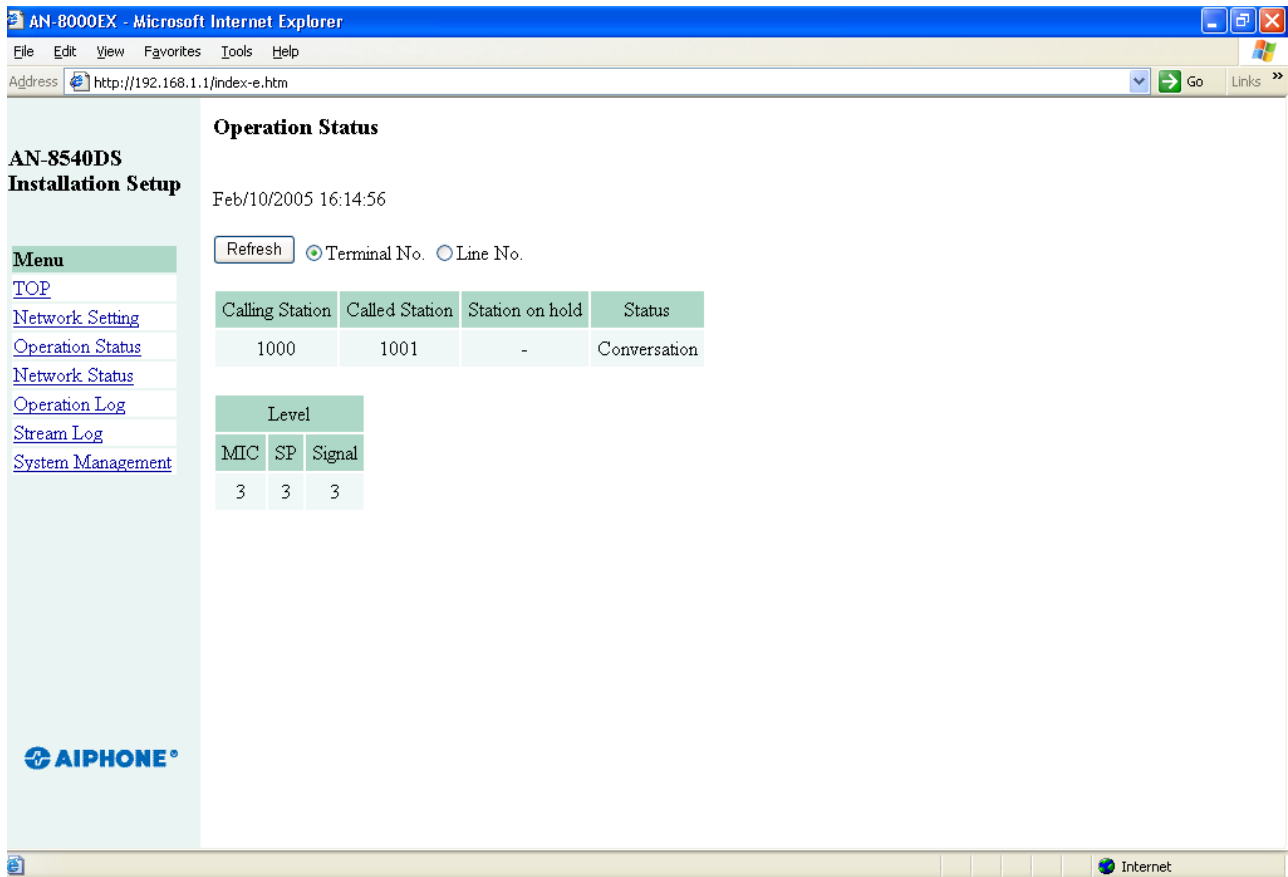 AN-8000EX - Microsoft Internet Explorer
File Edit View Favorites Tools Help
Address http://192.168.1.1/index-e.htm Go Links »
AN-8540DS
Installation Setup
Menu
TOP
Network Setting
Operation Status
Network Status
Operation Log
Stream Log
System Management
AIPHONE®
Operation Status
Feb/10/2005 16:14:56
Refresh Terminal No. Line No.
Calling Station Called Station Station on hold Status
1000 1001 - Conversation
Level
MIC SP Signal
3 3 3
Internet